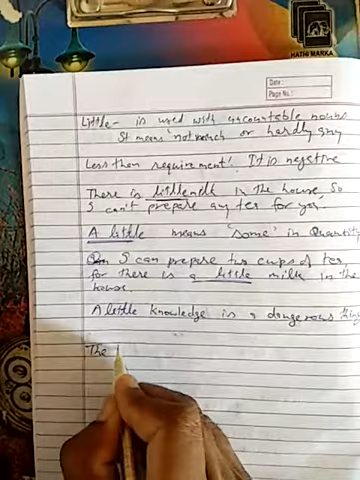 HATHI MARKA
Date :
Page No. :
Little - is used with uncountable nouns
It means 'not much or hardly any
Less than requirement'. It is negative
There is little milk in the house So
I can't prepare any tea for you.
A little means 'some' in Quantity
I can prepare two cups of tea
for there is a little milk in the
house.
A little knowledge is a dangerous thing
The